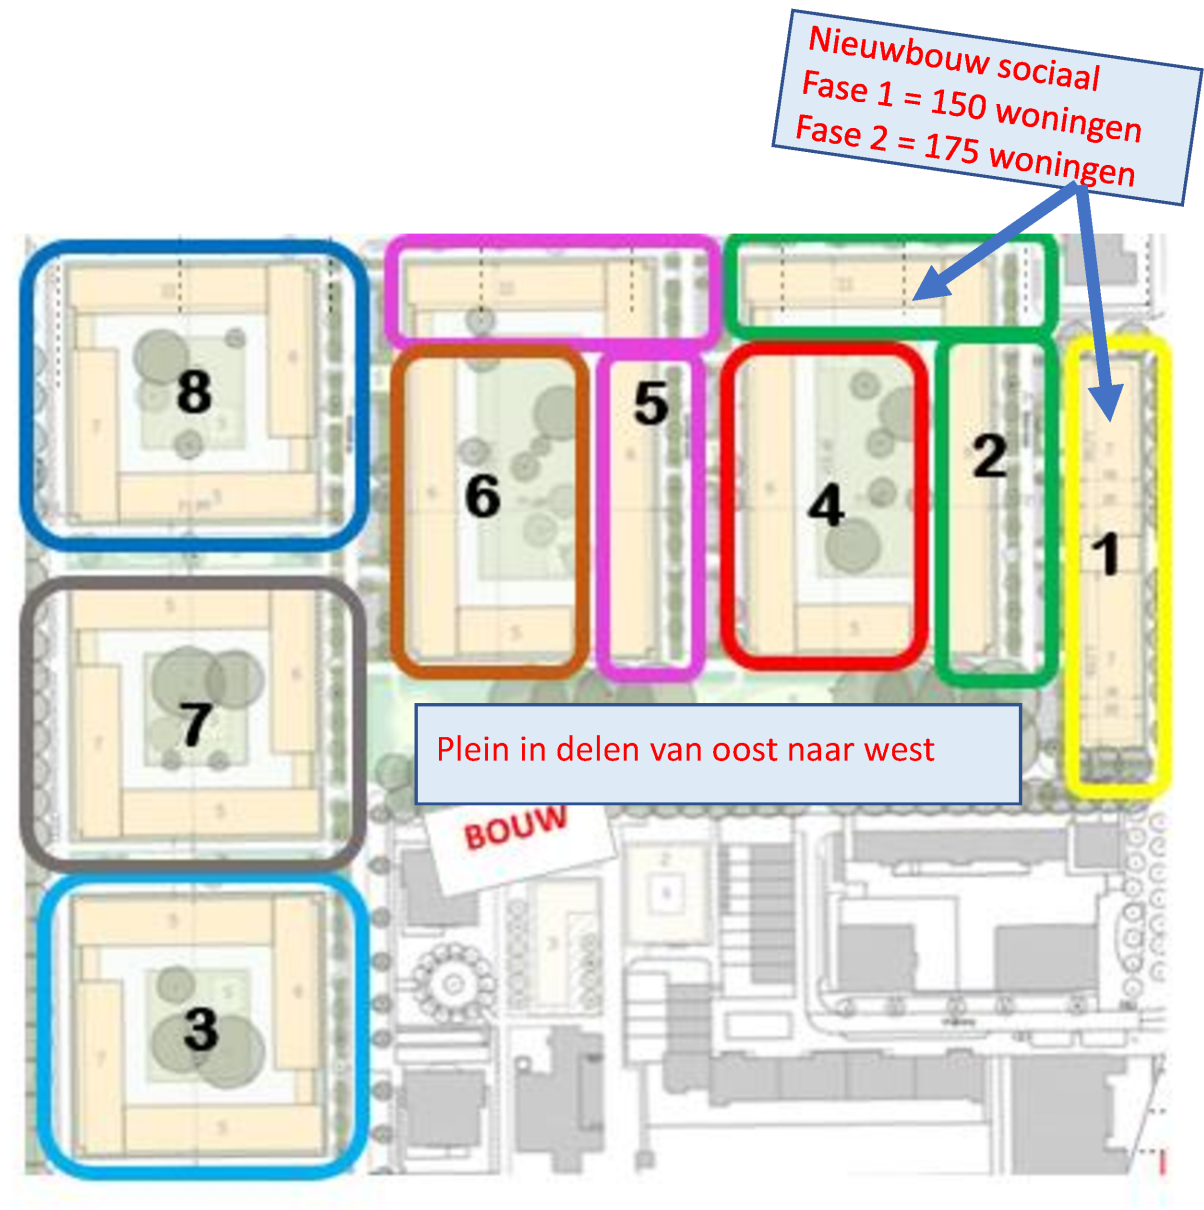 Nieuwbouw sociaal
Fase 1 = 150 woningen
Fase 2 = 175 woningen
8
5
6
4
2
1
7
Plein in delen van oost naar west
BOUW
3